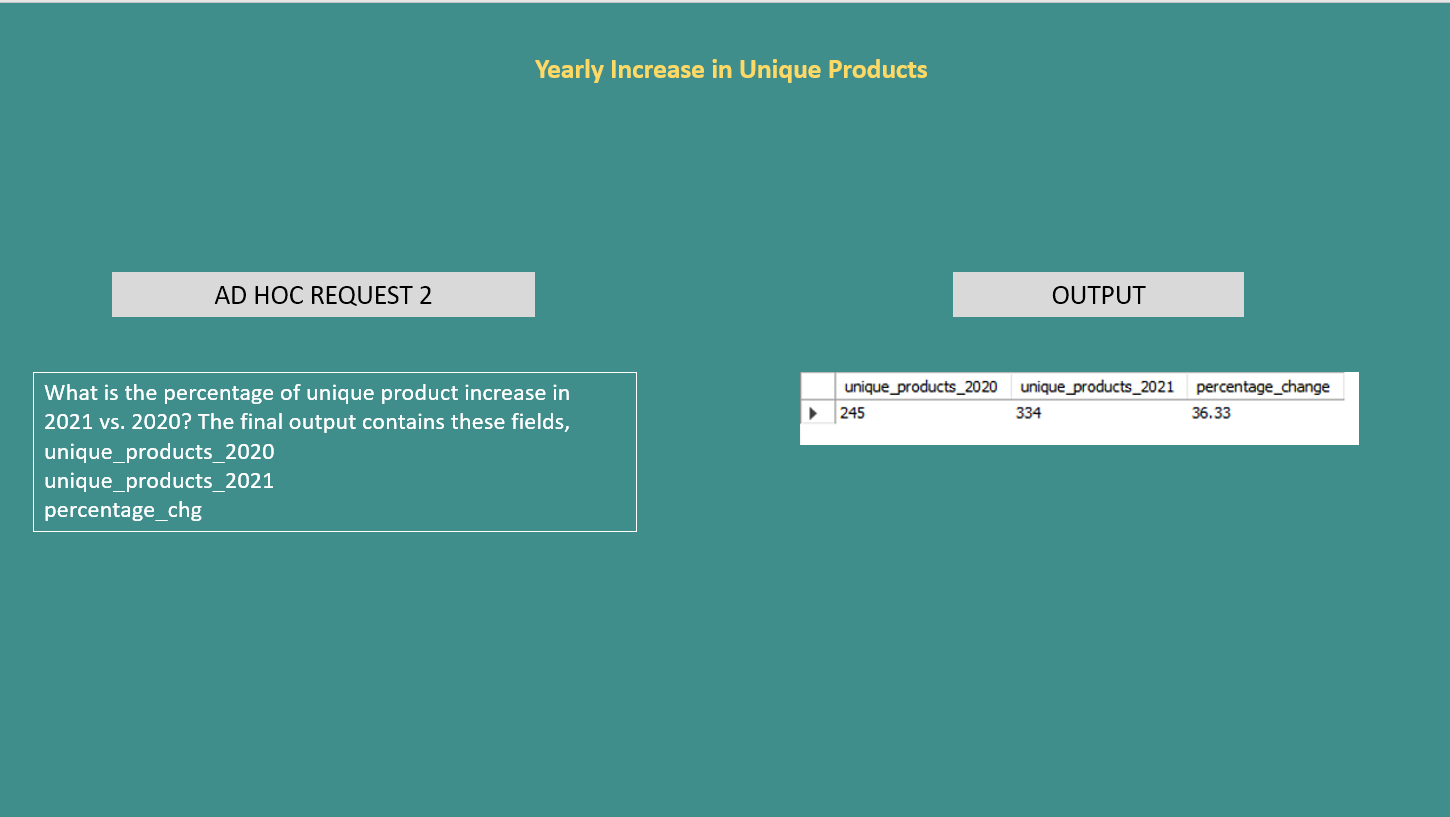 Yearly Increase in Unique Products
AD HOC REQUEST 2
What is the percentage of unique product increase in
2021 vs. 2020? The final output contains these fields,
unique_products_2020
unique_products_2021
percentage_chg
OUTPUT
unique_products_2020 unique_products_2021 percentage_change
245 334 36.33